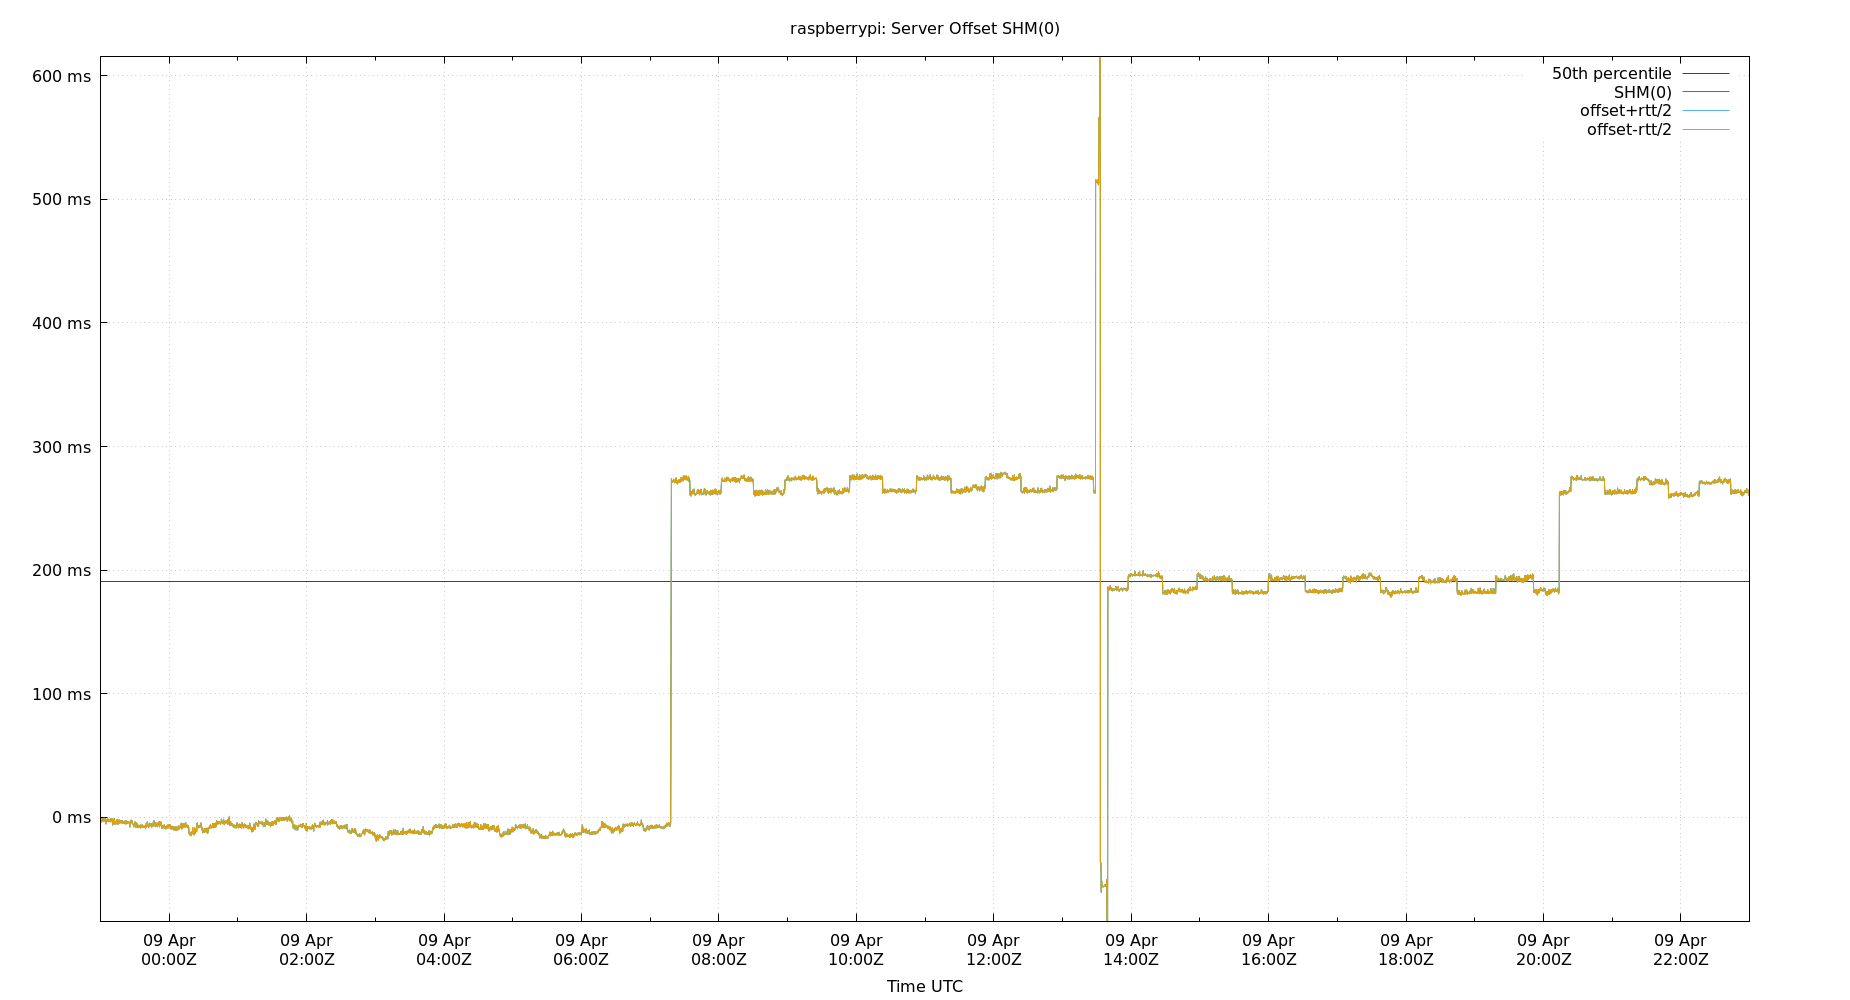 raspberrypi: Server Offset SHM(0)
600 ms
500 ms
400 ms
300 ms
200 ms
100 ms
0 ms
50th percentile
SHM(0)
offset+rtt/2
offset-rtt/2
09 Apr 09 Apr 09 Apr 09 Apr 09 Apr 09 Apr 09 Apr 09 Apr 09 Apr 09 Apr 09 Apr 09 Apr
00:00Z 02:00Z 04:00Z 06:00Z 08:00Z 10:00Z 12:00Z 14:00Z 16:00Z 18:00Z 20:00Z 22:00Z
Time UTC